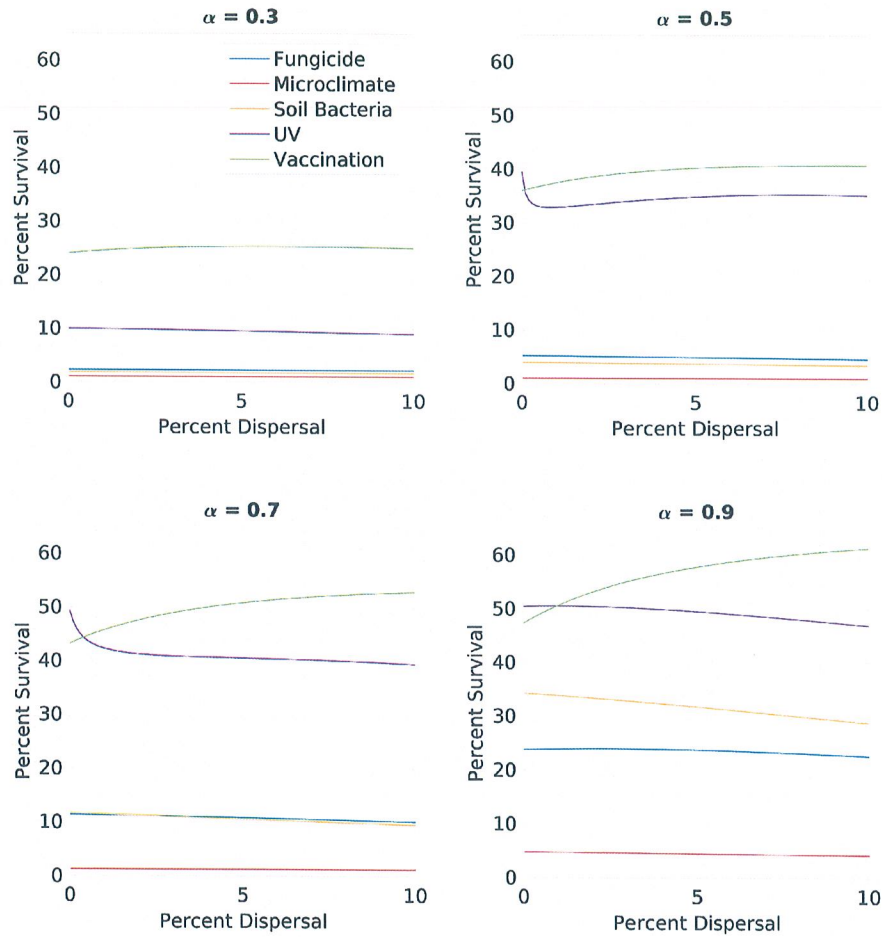 α = 0.3
60
50
40
30
20
10
0
Percent Survival
Fungicide
Microclimate
Soil Bacteria
UV
Vaccination
0 5 10
Percent Dispersal
α = 0.5
60
50
40
30
20
10
0
Percent Survival
0 5 10
Percent Dispersal
α = 0.7
60
50
40
30
20
10
0
Percent Survival
0 5 10
Percent Dispersal
α = 0.9
60
50
40
30
20
10
0
Percent Survival
0 5 10
Percent Dispersal